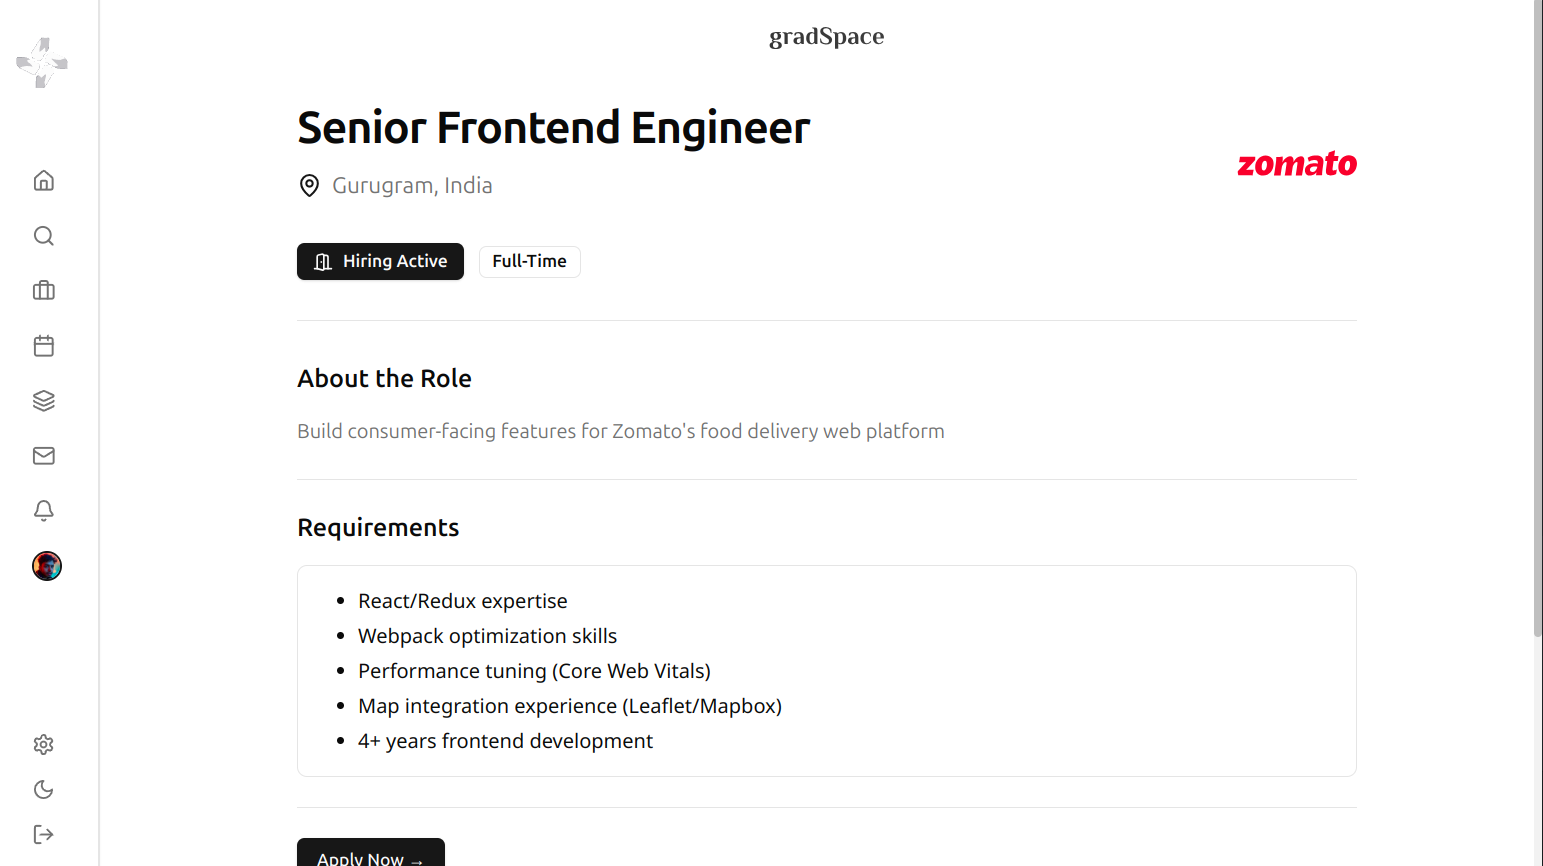 gradSpace
Senior Frontend Engineer
zomato
Gurugram, India
Hiring Active
Full-Time
About the Role
Build consumer-facing features for Zomato's food delivery web platform
Requirements
• React/Redux expertise
• Webpack optimization skills
• Performance tuning (Core Web Vitals)
• Map integration experience (Leaflet/Mapbox)
• 4+ years frontend development
Apply Now →